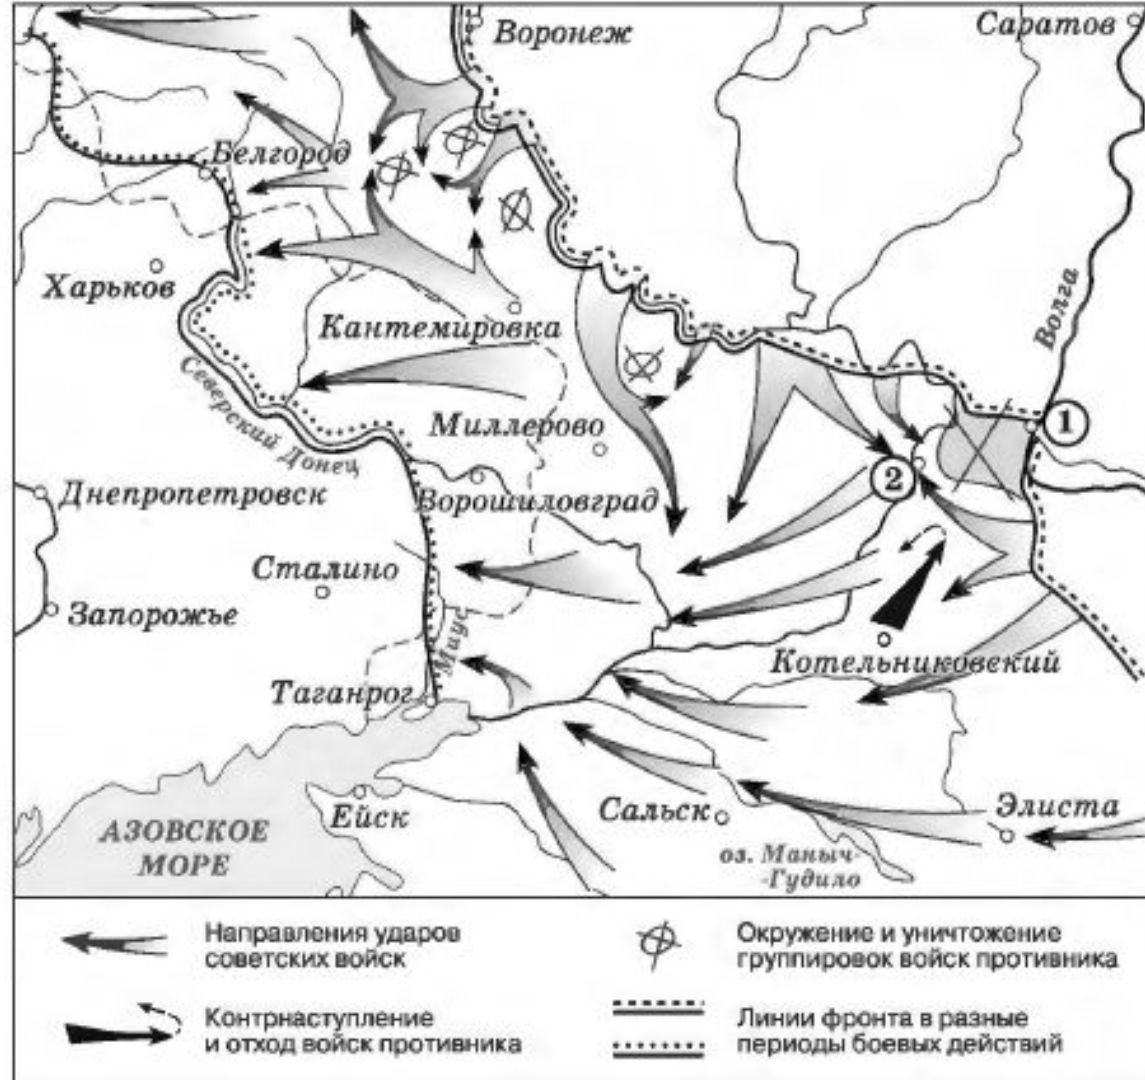 Воронеж
Саратов
Белгород
Харьков
Кантемировка
Волга
Северский Донец
Миллерово
1
2
Днепропетровск
Ворошиловград
Сталино
Запорожье
Миус
Котельниковский
Таганрог
Ейск
Сальск
Элиста
АЗОВСКОЕ
МОРЕ
оз. Маныч-
-Гудило
Направления ударов
советских войск
Окружение и уничтожение
группировок войск противника
Контрнаступление
и отход войск противника
Линии фронта в разные
периоды боевых действий